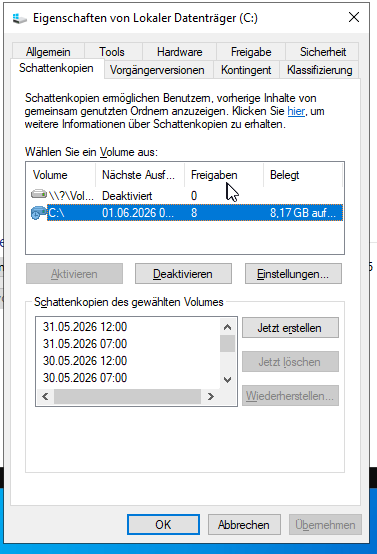 Eigenschaften von Lokaler Datenträger (C:)
Allgemein Tools Hardware Freigabe Sicherheit
Schattenkopien Vorgängerversionen Kontingent Klassifizierung
Schattenkopien ermöglichen Benutzern, vorherige Inhalte von
gemeinsam genutzten Ordnern anzuzeigen. Klicken Sie hier, um
weitere Informationen über Schattenkopien zu erhalten.
Wählen Sie ein Volume aus:
Volume Nächste Ausf... Freigaben Belegt
\\?\Vol... Deaktiviert 0
C:\ 01.06.2026 0... 8 8,17 GB auf...
Aktivieren Deaktivieren Einstellungen...
Schattenkopien des gewählten Volumes
31.05.2026 12:00
31.05.2026 07:00
30.05.2026 12:00
30.05.2026 07:00
Jetzt erstellen
Jetzt löschen
Wiederherstellen...
OK Abbrechen Übernehmen